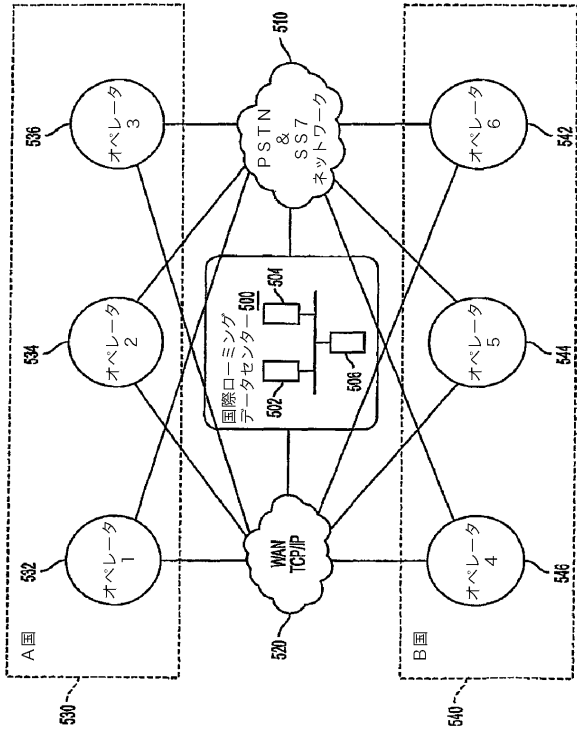 A国
530
532
オペレータ
1
534
オペレータ
2
536
オペレータ
3
520
WAN
TCP/IP
国際ローミング
データセンター 500
502
504
506
510
PSTN
&
SS7
ネットワーク
B国
540
546
オペレータ
4
544
オペレータ
5
542
オペレータ
6